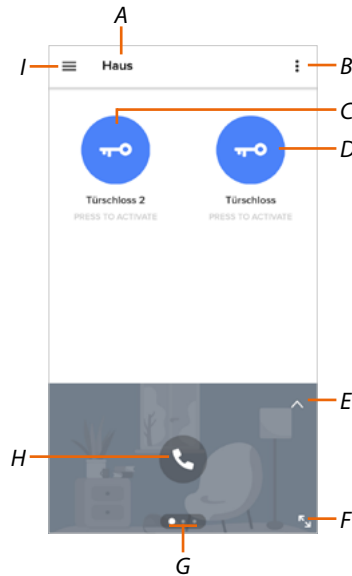 A
I Haus B
C
D
Türschloss 2 Türschloss
PRESS TO ACTIVATE PRESS TO ACTIVATE
E
H
F
G